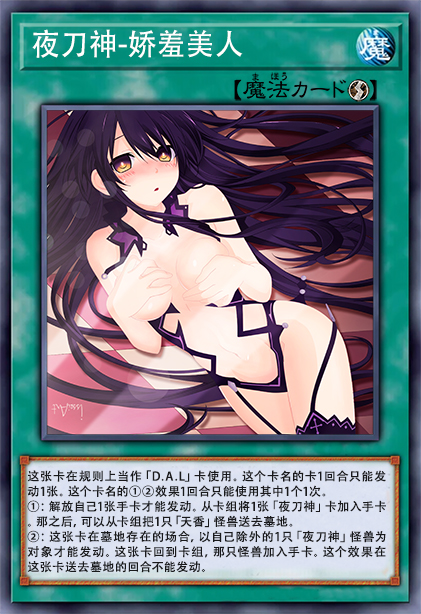 夜刀神-娇羞美人
魔
【魔法カード】
まほう
这张卡在规则上当作「D.A.L」卡使用。这个卡名的卡1回合只能发
动1张。这个卡名的①②效果1回合只能使用其中1个1次。
①：解放自己1张手卡才能发动。从卡组将1张「夜刀神」卡加入手卡
。那之后，可以从卡组把1只「天香」怪兽送去墓地。
②：这张卡在墓地存在的场合，以自己除外的1只「夜刀神」怪兽为
对象才能发动。这张卡回到卡组，那只怪兽加入手卡。这个效果在
这张卡送去墓地的回合不能发动。